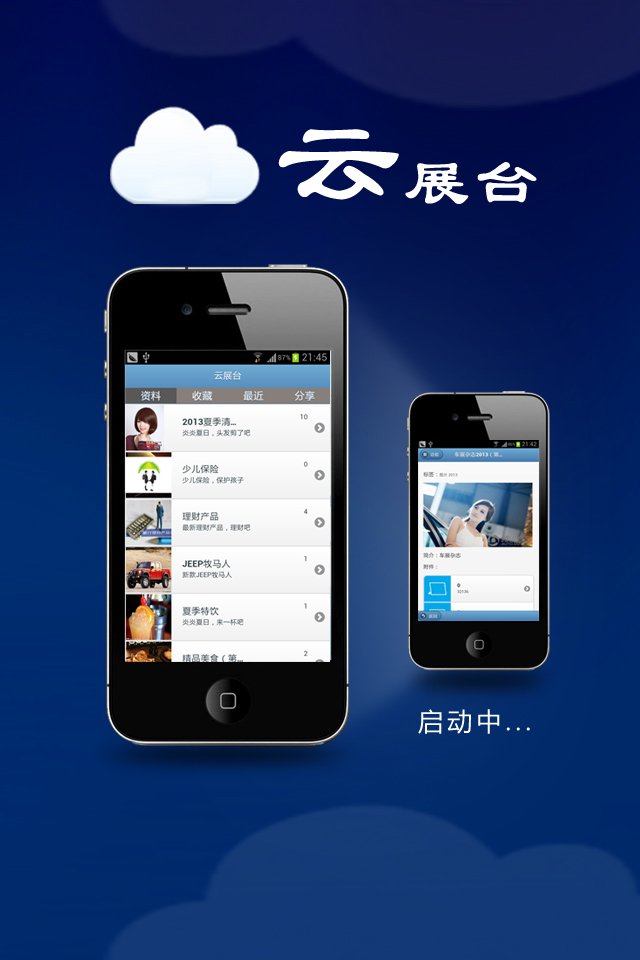 云展台
87% 21:45
云展台
资料 收藏 最近 分享
2013夏季清... 10
炎炎夏日，头发剪了吧
少儿保险 0
少儿保险，保护孩子
理财产品 4
最新理财产品，理财吧
JEEP牧马人 1
新款JEEP牧马人
夏季特饮 1
炎炎夏日，来一杯吧
精品美食（第... 2
21:42
车展杂志2013（第...
简介：车展杂志
附件：
启动中...